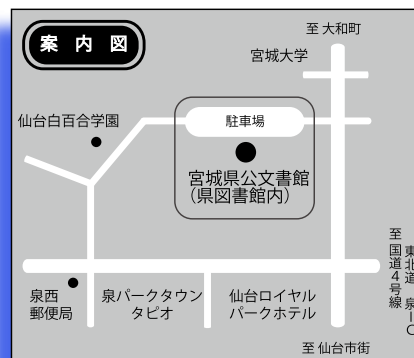 案内図
至 大和町
宮城大学
仙台白百合学園
駐車場
宮城県公文書館
（県図書館内）
至 国道4号線
東北道 泉IC
泉西
郵便局
泉パークタウン
タピオ
仙台ロイヤル
パークホテル
至 仙台市街